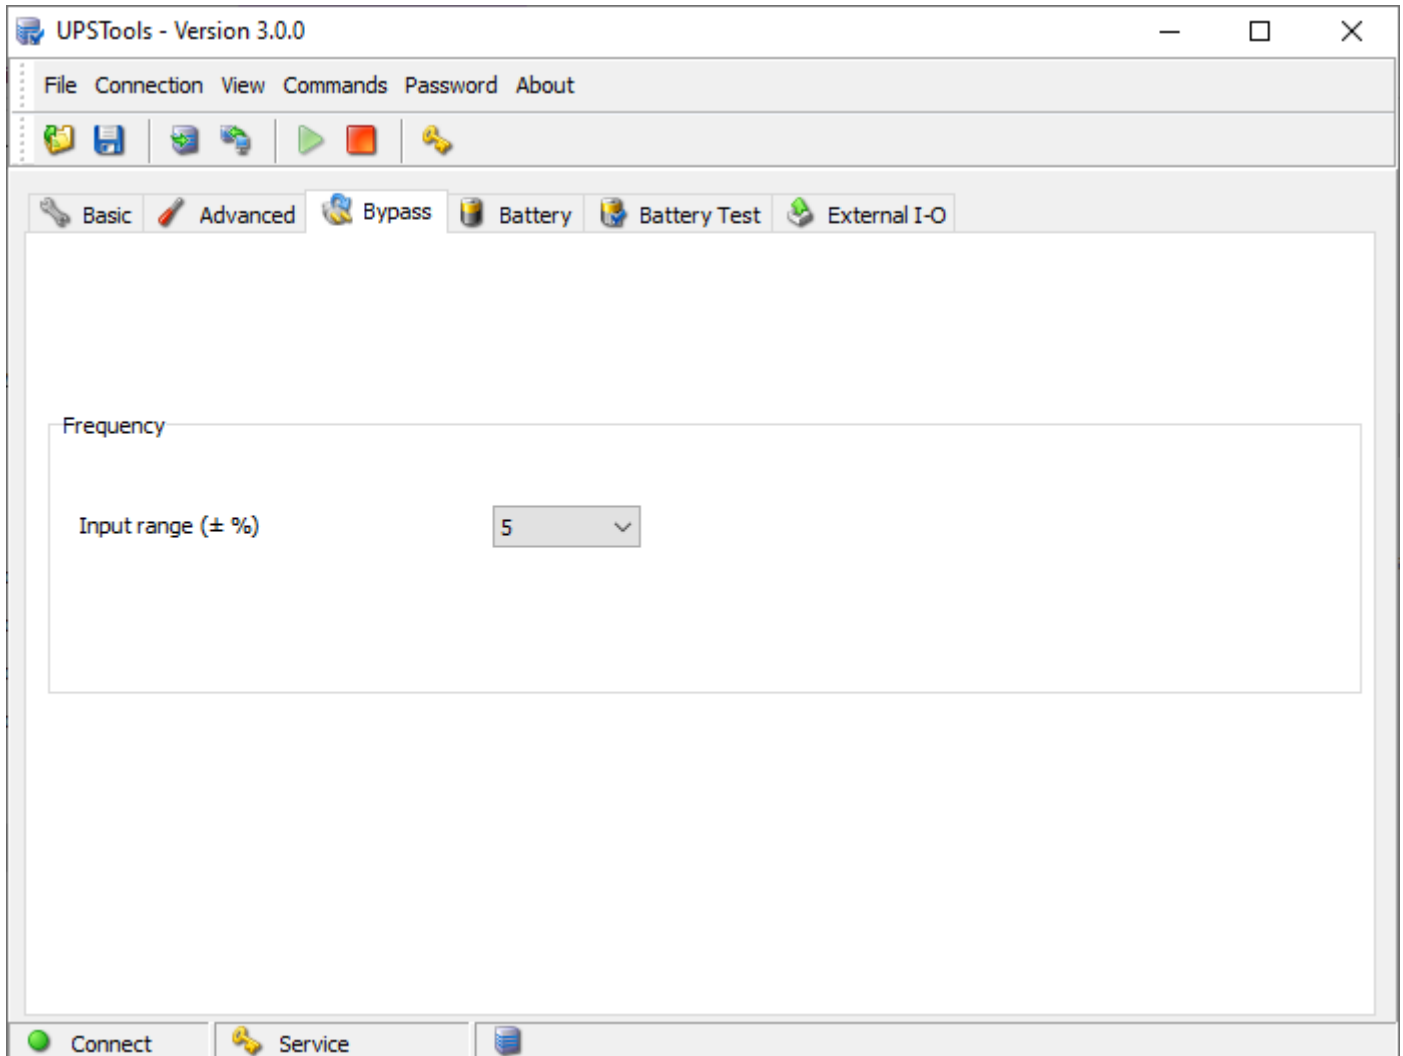 UPSTools - Version 3.0.0
File Connection View Commands Password About
Basic Advanced Bypass Battery Battery Test External I-O
Frequency
Input range (± %) 5
Connect Service